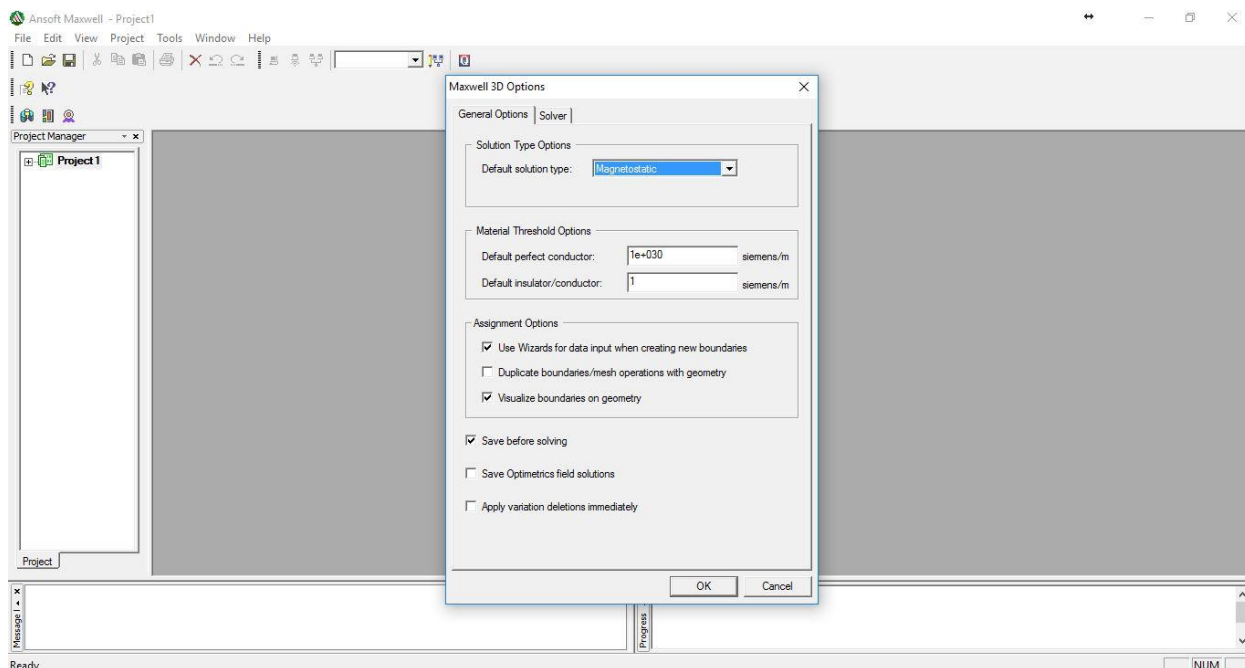 Ansoft Maxwell - Project1
File Edit View Project Tools Window Help
Project Manager
Project1
Project
Maxwell 3D Options
General Options Solver
Solution Type Options
Default solution type: Magnetostatic
Material Threshold Options
Default perfect conductor: 1e+030 siemens/m
Default insulator/conductor: 1 siemens/m
Assignment Options
Use Wizards for data input when creating new boundaries
Duplicate boundaries/mesh operations with geometry
Visualize boundaries on geometry
Save before solving
Save Optimetrics field solutions
Apply variation deletions immediately
OK Cancel
Message
Progress
Ready NUM